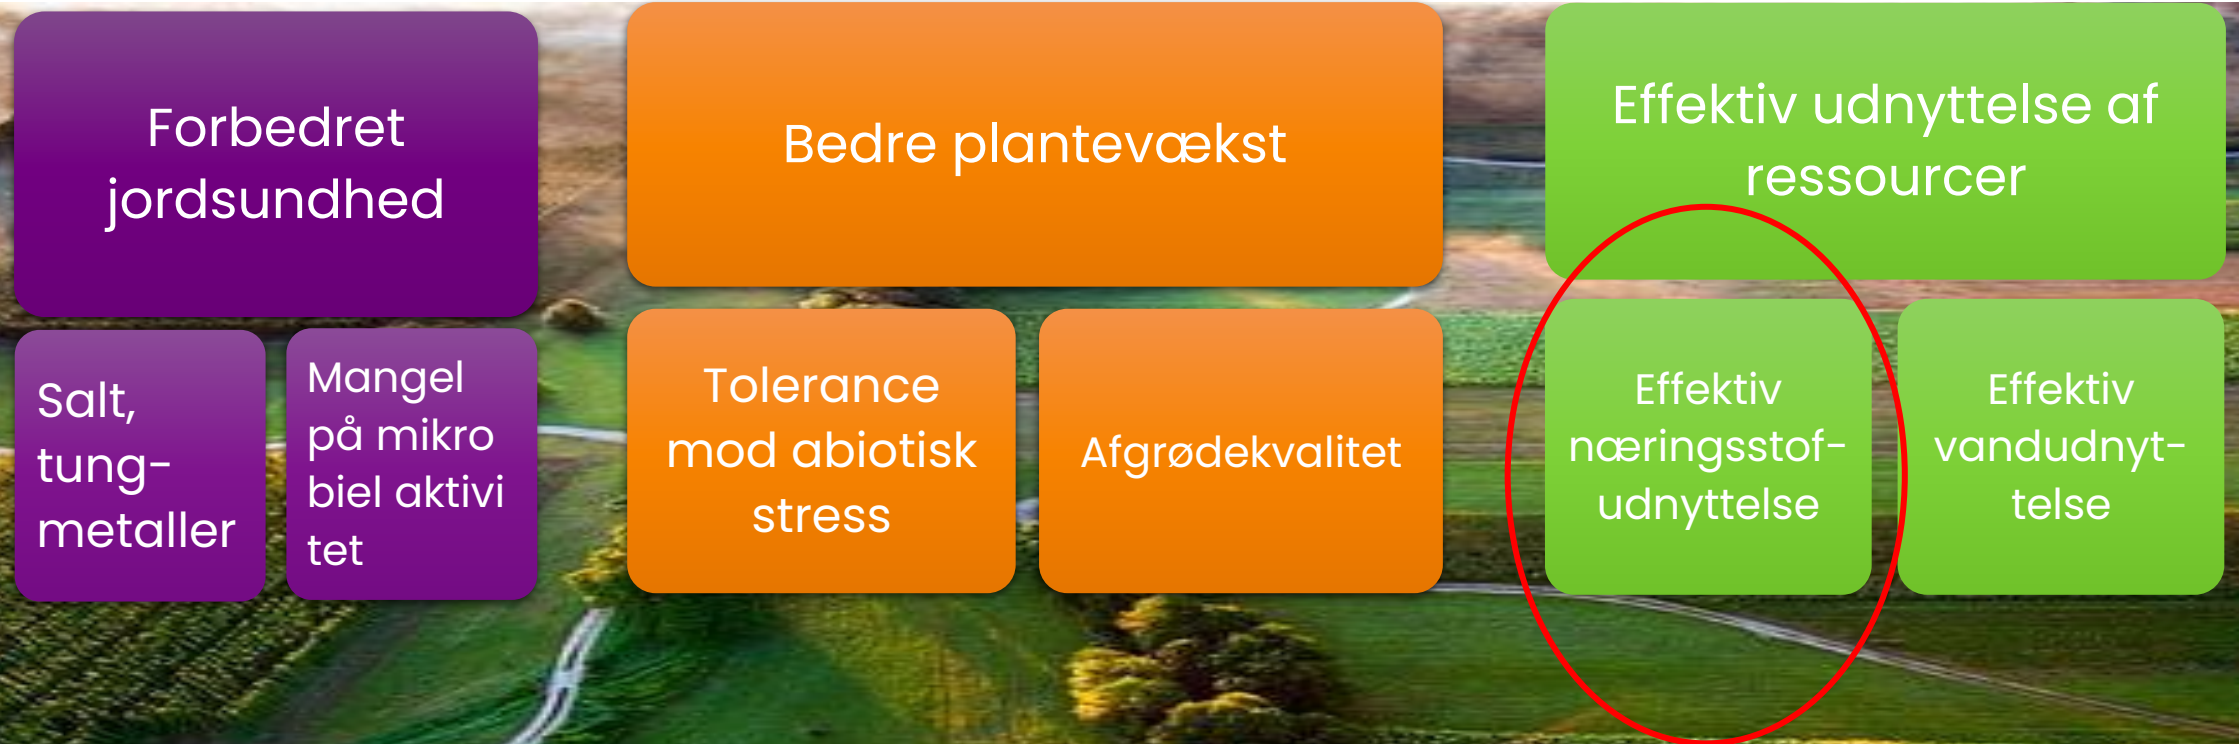 Forbedret
jordsundhed
Salt,
tung-
metaller
Mangel
på mikro
biel aktivi
tet
Bedre plantevækst
Tolerance
mod abiotisk
stress
Afgrødekvalitet
Effektiv udnyttelse af
ressourcer
Effektiv
næringsstof-
udnyttelse
Effektiv
vandudnyt-
telse